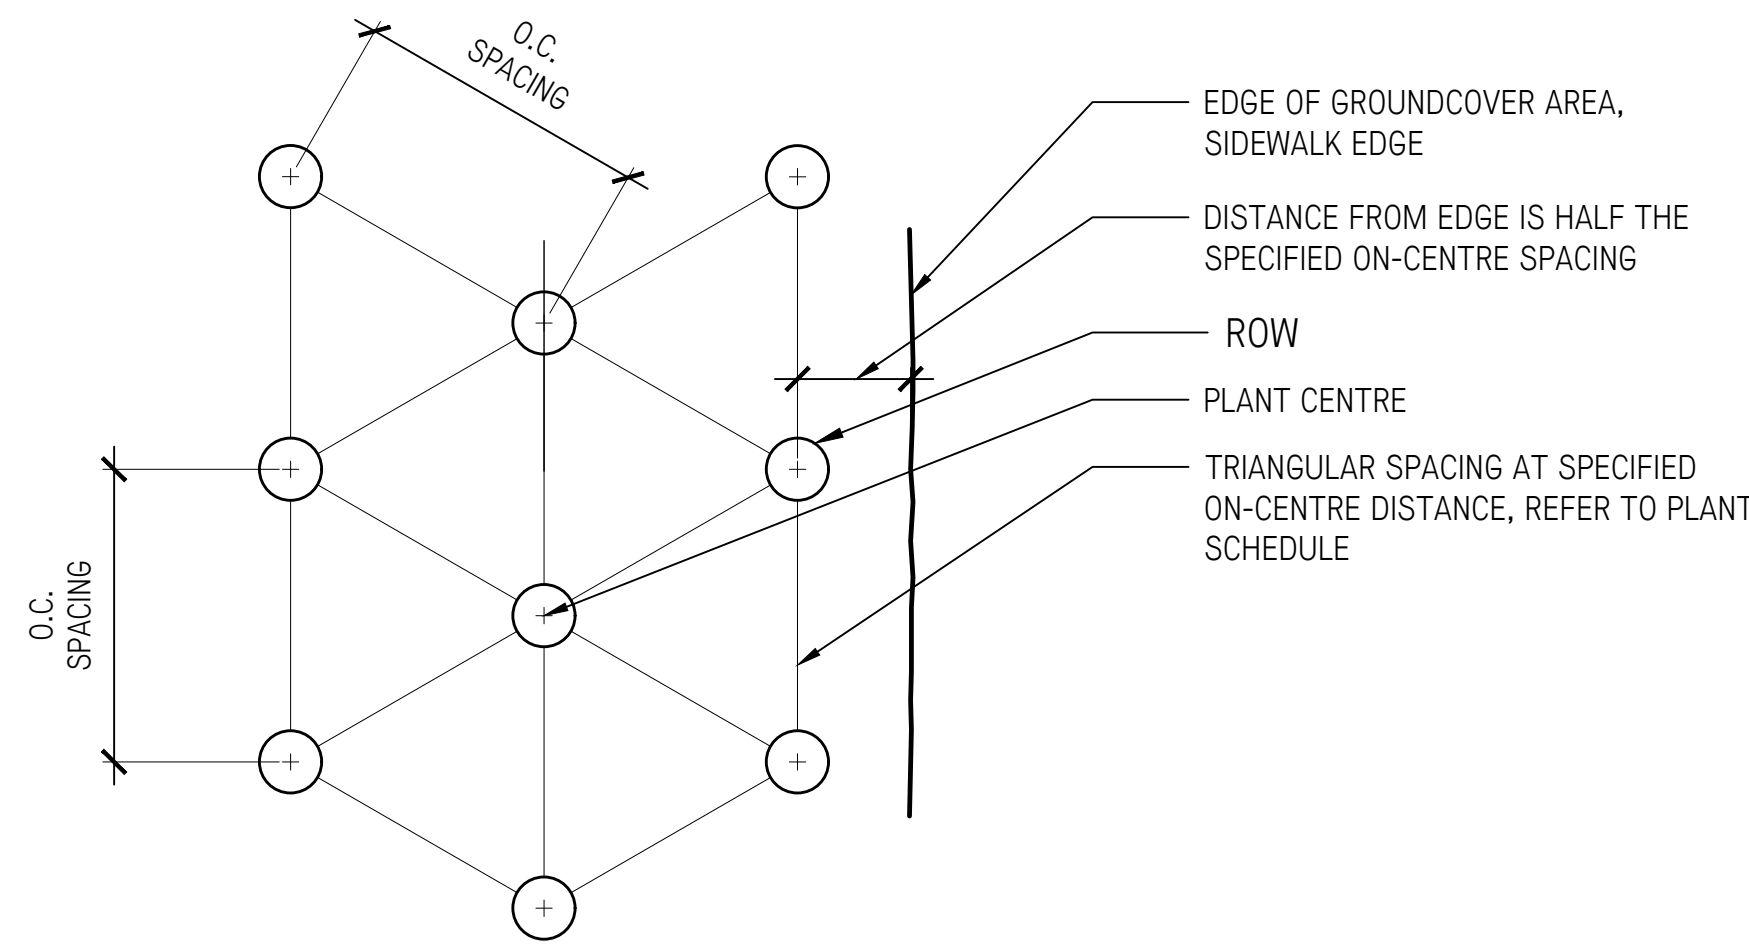 O.C.
SPACING
EDGE OF GROUNDCOVER AREA,
SIDEWALK EDGE
DISTANCE FROM EDGE IS HALF THE
SPECIFIED ON-CENTRE SPACING
ROW
PLANT CENTRE
TRIANGULAR SPACING AT SPECIFIED
ON-CENTRE DISTANCE, REFER TO PLANT
SCHEDULE
O.C.
SPACING